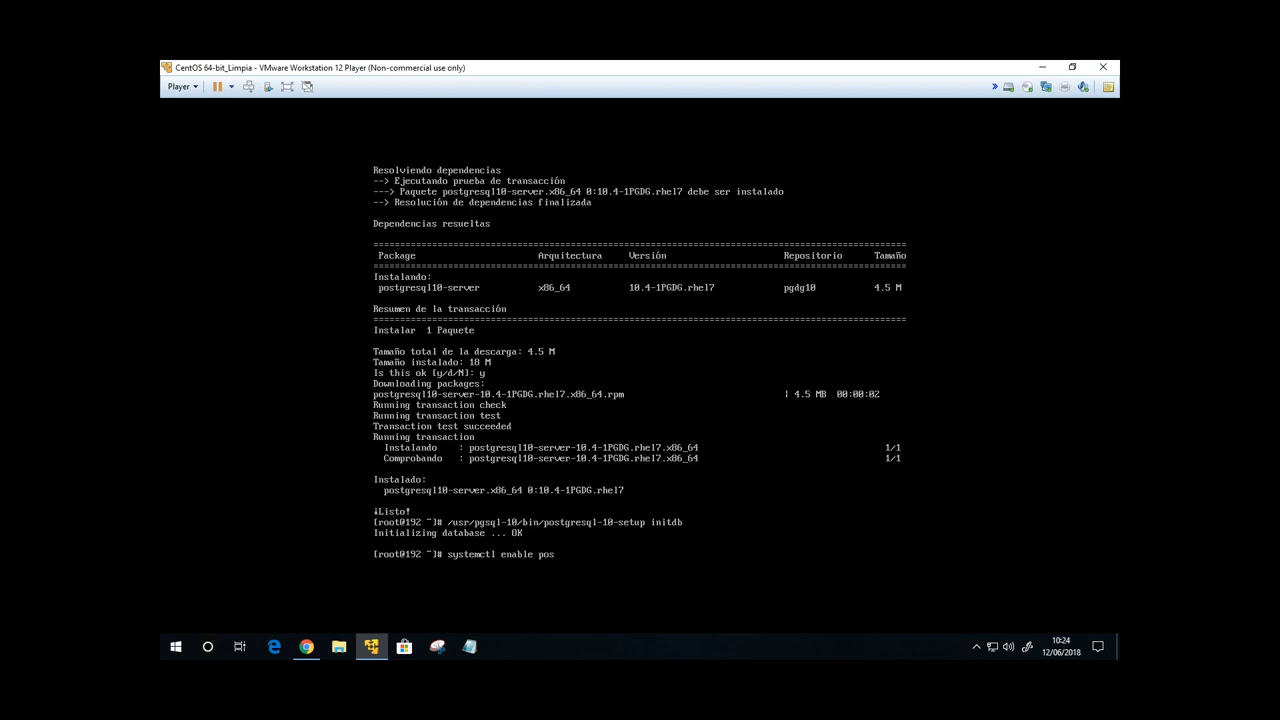 CentOS 64-bit_Limpia - VMware Workstation 12 Player (Non-commercial use only)
Player
Resolviendo dependencias
--> Ejecutando prueba de transacción
---> Paquete postgresql10-server.x86_64 0:10.4-1PGDG.rhel7 debe ser instalado
--> Resolución de dependencias finalizada
Dependencias resueltas
================================================================================
Package Arquitectura Versión Repositorio Tamaño
================================================================================
Instalando:
postgresql10-server x86_64 10.4-1PGDG.rhel7 pgdg10 4.5 M
Resumen de la transacción
================================================================================
Instalar 1 Paquete
Tamaño total de la descarga: 4.5 M
Tamaño instalado: 18 M
Is this ok [y/d/N]: y
Downloading packages:
postgresql10-server-10.4-1PGDG.rhel7.x86_64.rpm | 4.5 MB 00:00:02
Running transaction check
Running transaction test
Transaction test succeeded
Running transaction
Instalando : postgresql10-server-10.4-1PGDG.rhel7.x86_64 1/1
Comprobando : postgresql10-server-10.4-1PGDG.rhel7.x86_64 1/1
Instalado:
postgresql10-server.x86_64 0:10.4-1PGDG.rhel7
↓Listo!
[root@192 ~]# /usr/pgsql-10/bin/postgresql-10-setup initdb
Initializing database ... OK
[root@192 ~]# systemctl enable pos
10:24
12/06/2018